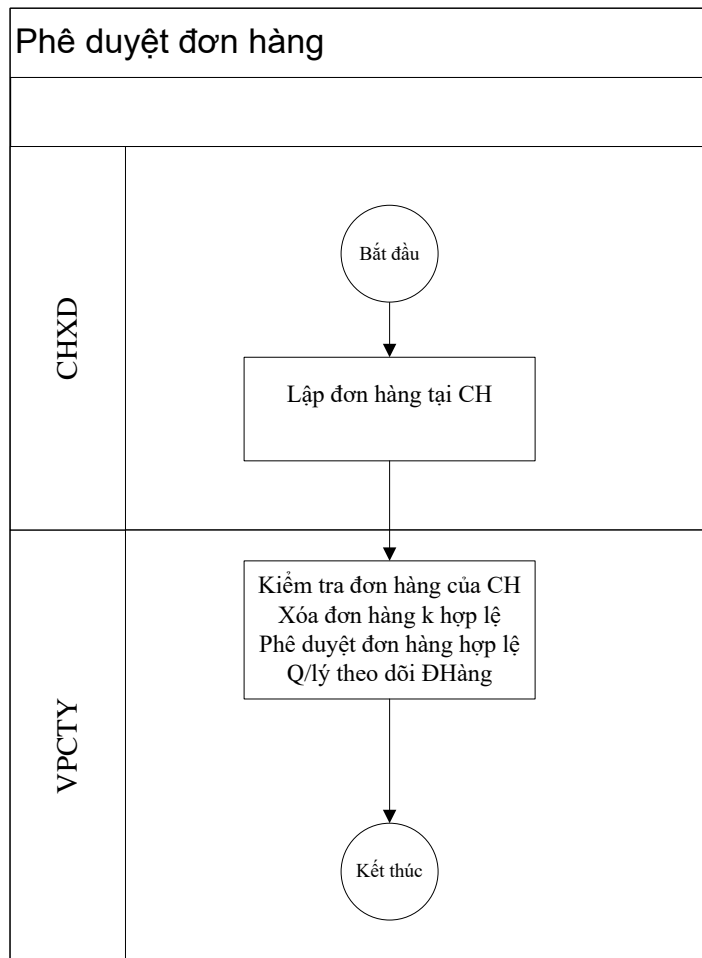 Phê duyệt đơn hàng
CHXD
Bắt đầu
Lập đơn hàng tại CH
VPCTY
Kiểm tra đơn hàng của CH
Xóa đơn hàng k hợp lệ
Phê duyệt đơn hàng hợp lệ
Q/lý theo dõi ĐHàng
Kết thúc